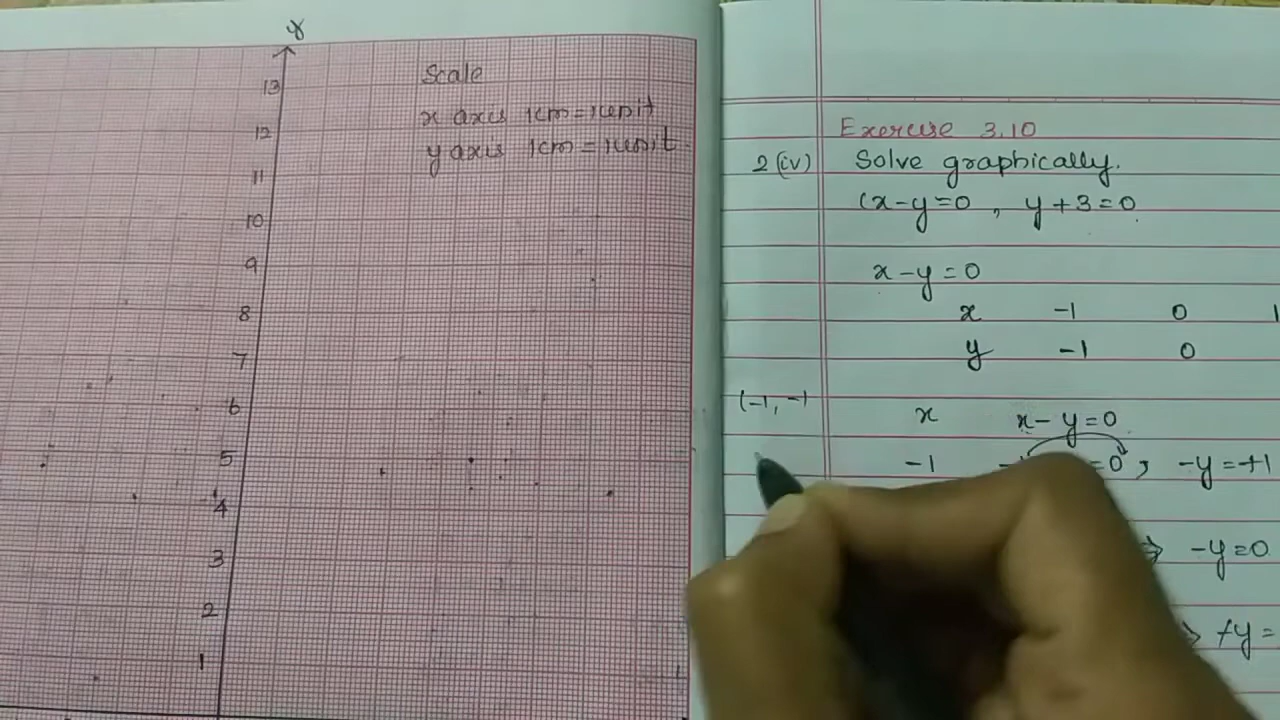 Y
13
12
11
10
9
8
7
6
5
4
3
2
1
Scale
x axis 1cm=1unit
y axis 1cm=1unit
Exercise 3.10
2(iv) Solve graphically.
(x-y=0, y+3=0
x-y=0
x -1 0 1
y -1 0
(-1, -1
x x-y=0
-1 =0, -y=+1
⇒ -y=0
+y=